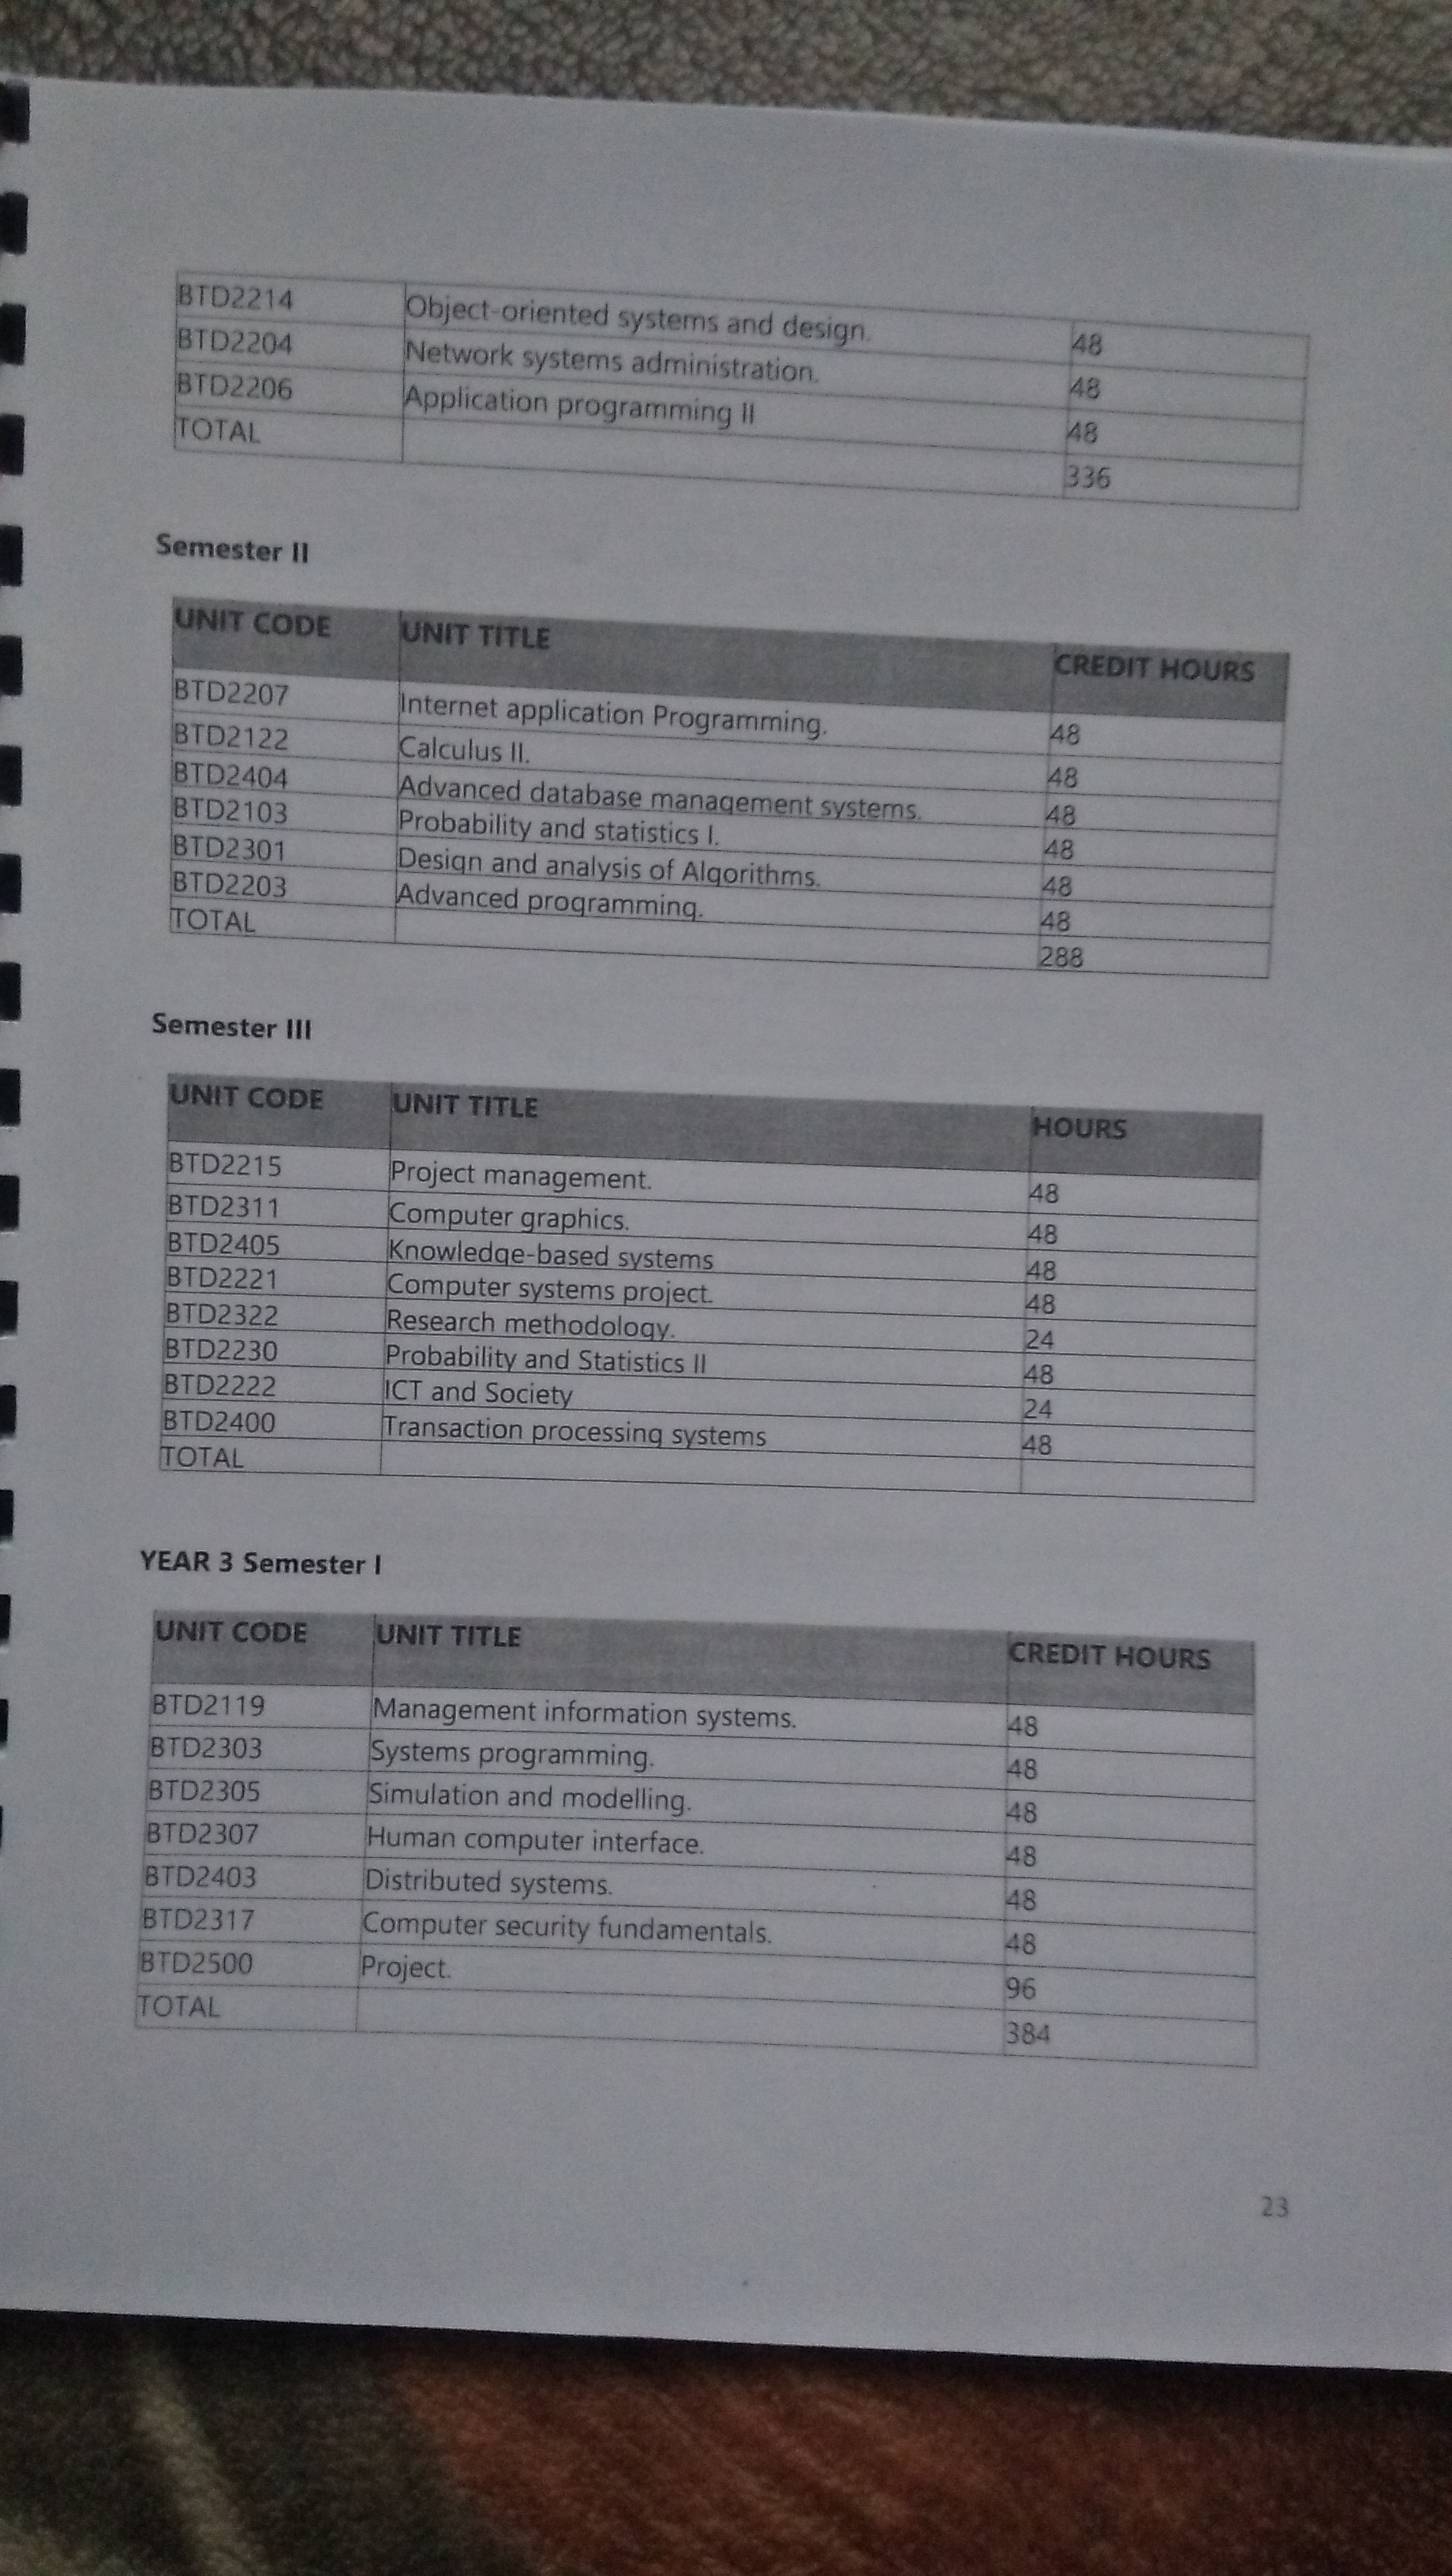 BTD2214 Object-oriented systems and design. 48
BTD2204 Network systems administration. 48
BTD2206 Application programming II 48
TOTAL 336
Semester II
UNIT CODE UNIT TITLE CREDIT HOURS
BTD2207 Internet application Programming. 48
BTD2122 Calculus II. 48
BTD2404 Advanced database management systems. 48
BTD2103 Probability and statistics I. 48
BTD2301 Design and analysis of Algorithms. 48
BTD2203 Advanced programming. 48
TOTAL 288
Semester III
UNIT CODE UNIT TITLE HOURS
BTD2215 Project management. 48
BTD2311 Computer graphics. 48
BTD2405 Knowledge-based systems 48
BTD2221 Computer systems project. 48
BTD2322 Research methodology. 24
BTD2230 Probability and Statistics II 48
BTD2222 ICT and Society 24
BTD2400 Transaction processing systems 48
TOTAL
YEAR 3 Semester I
UNIT CODE UNIT TITLE CREDIT HOURS
BTD2119 Management information systems. 48
BTD2303 Systems programming. 48
BTD2305 Simulation and modelling. 48
BTD2307 Human computer interface. 48
BTD2403 Distributed systems. 48
BTD2317 Computer security fundamentals. 48
BTD2500 Project. 96
TOTAL 384
23